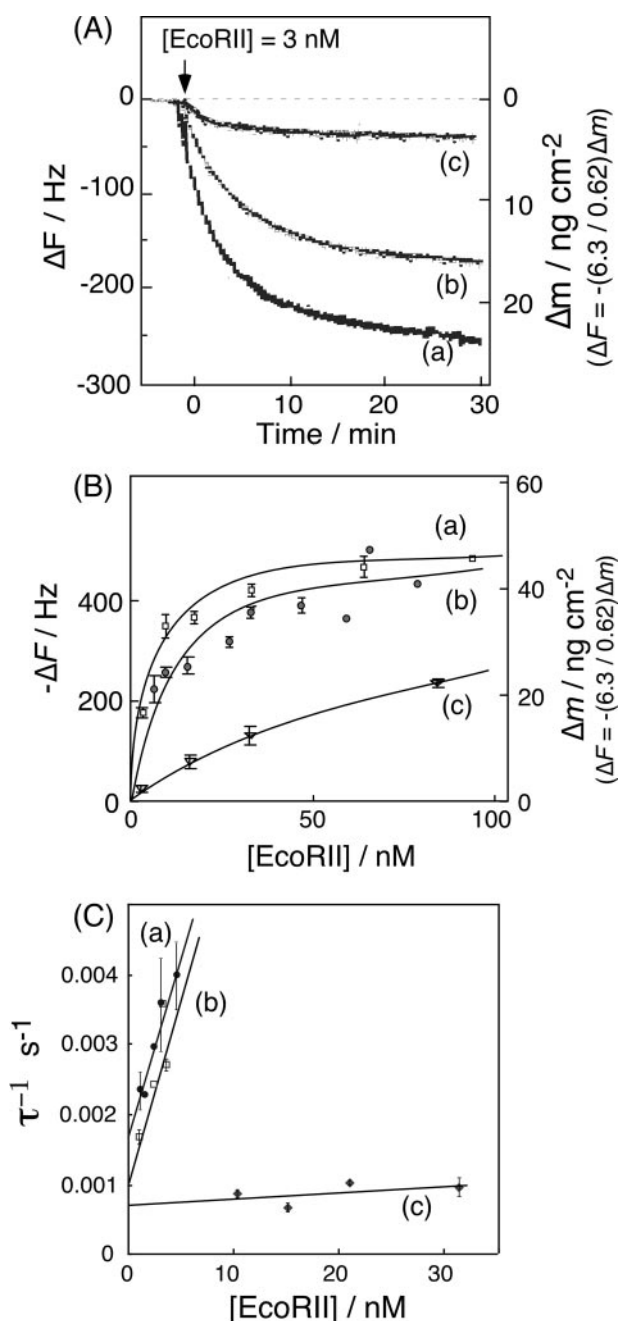 (A)
[EcoRII] = 3 nM
0
-100
-200
-300
ΔF / Hz
0
10
20
Δm / ng cm-2
(ΔF = -(6.3 / 0.62)Δm)
(c)
(b)
(a)
0
10
20
30
Time / min
(B)
60
40
20
0
Δm / ng cm-2
(ΔF = -(6.3 / 0.62)Δm)
400
200
0
-ΔF / Hz
(a)
(b)
(c)
0
50
100
[EcoRII] / nM
(C)
(a)
(b)
(c)
0.004
0.003
0.002
0.001
0
τ-1 s-1
0
10
20
30
[EcoRII] / nM